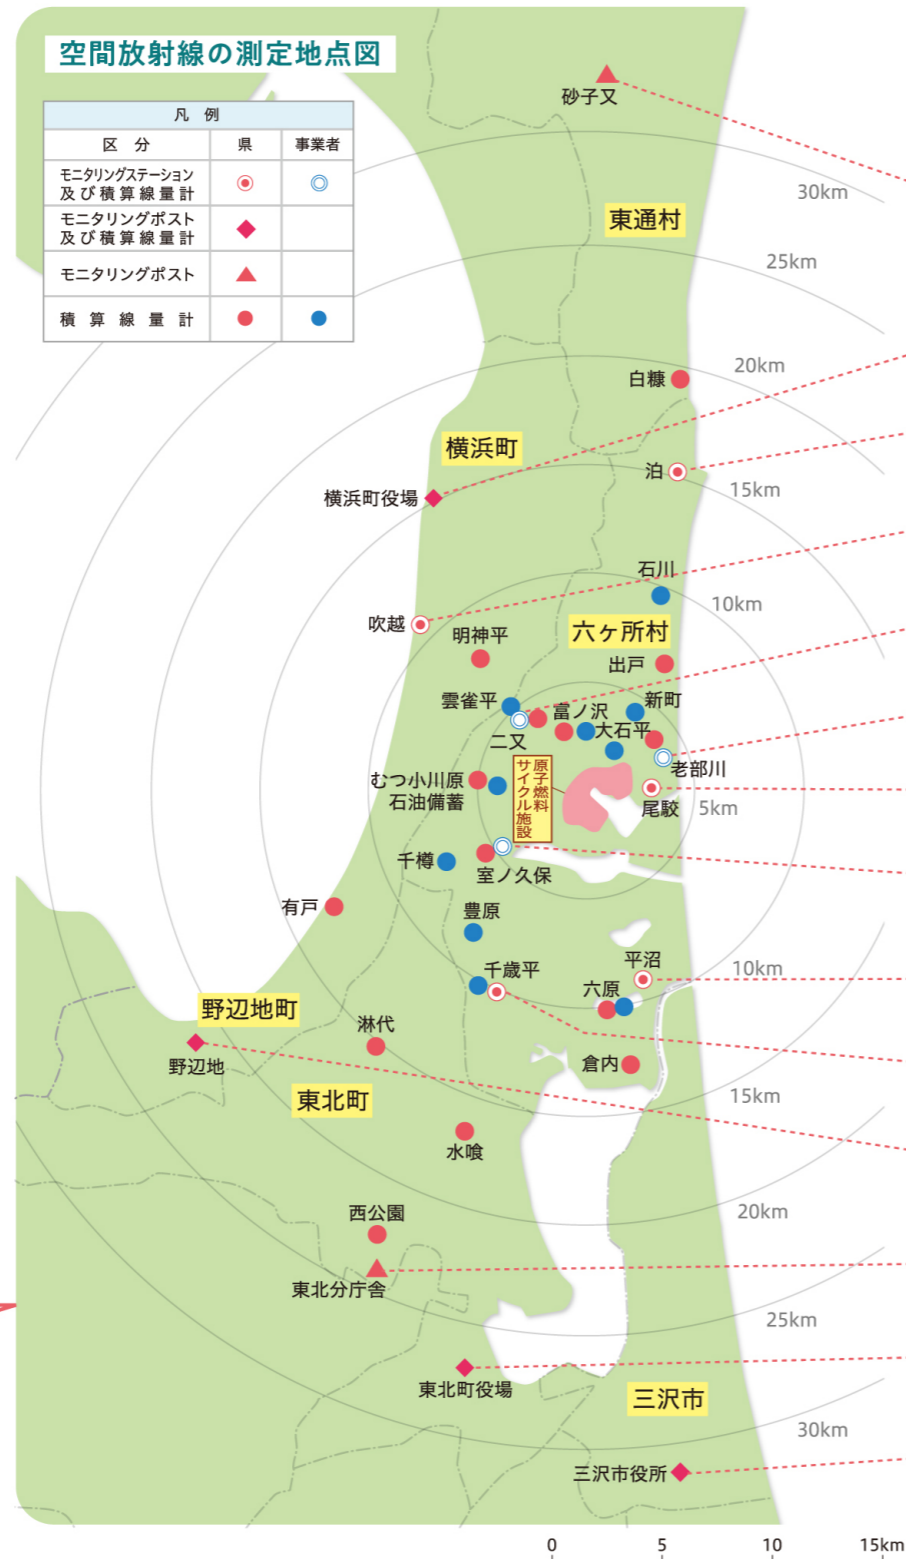 空間放射線の測定地点図
凡 例
区 分 県 事業者
モニタリングステーション
及び積算線量計
モニタリングポスト
及び積算線量計
モニタリングポスト
積 算 線 量 計
砂子又
30km
東通村
25km
20km
白糠
横浜町
泊
15km
横浜町役場
石川
10km
吹越
六ヶ所村
明神平
出戸
雲雀平
新町
富ノ沢
大石平
二又
老部川
原子燃料
サイクル施設
むつ小川原
石油備蓄
尾駮
5km
千樽
室ノ久保
有戸
豊原
平沼
千歳平
10km
六原
野辺地町
淋代
野辺地
倉内
東北町
15km
水喰
西公園
20km
東北分庁舎
25km
東北町役場
三沢市
30km
三沢市役所
0 5 10 15km